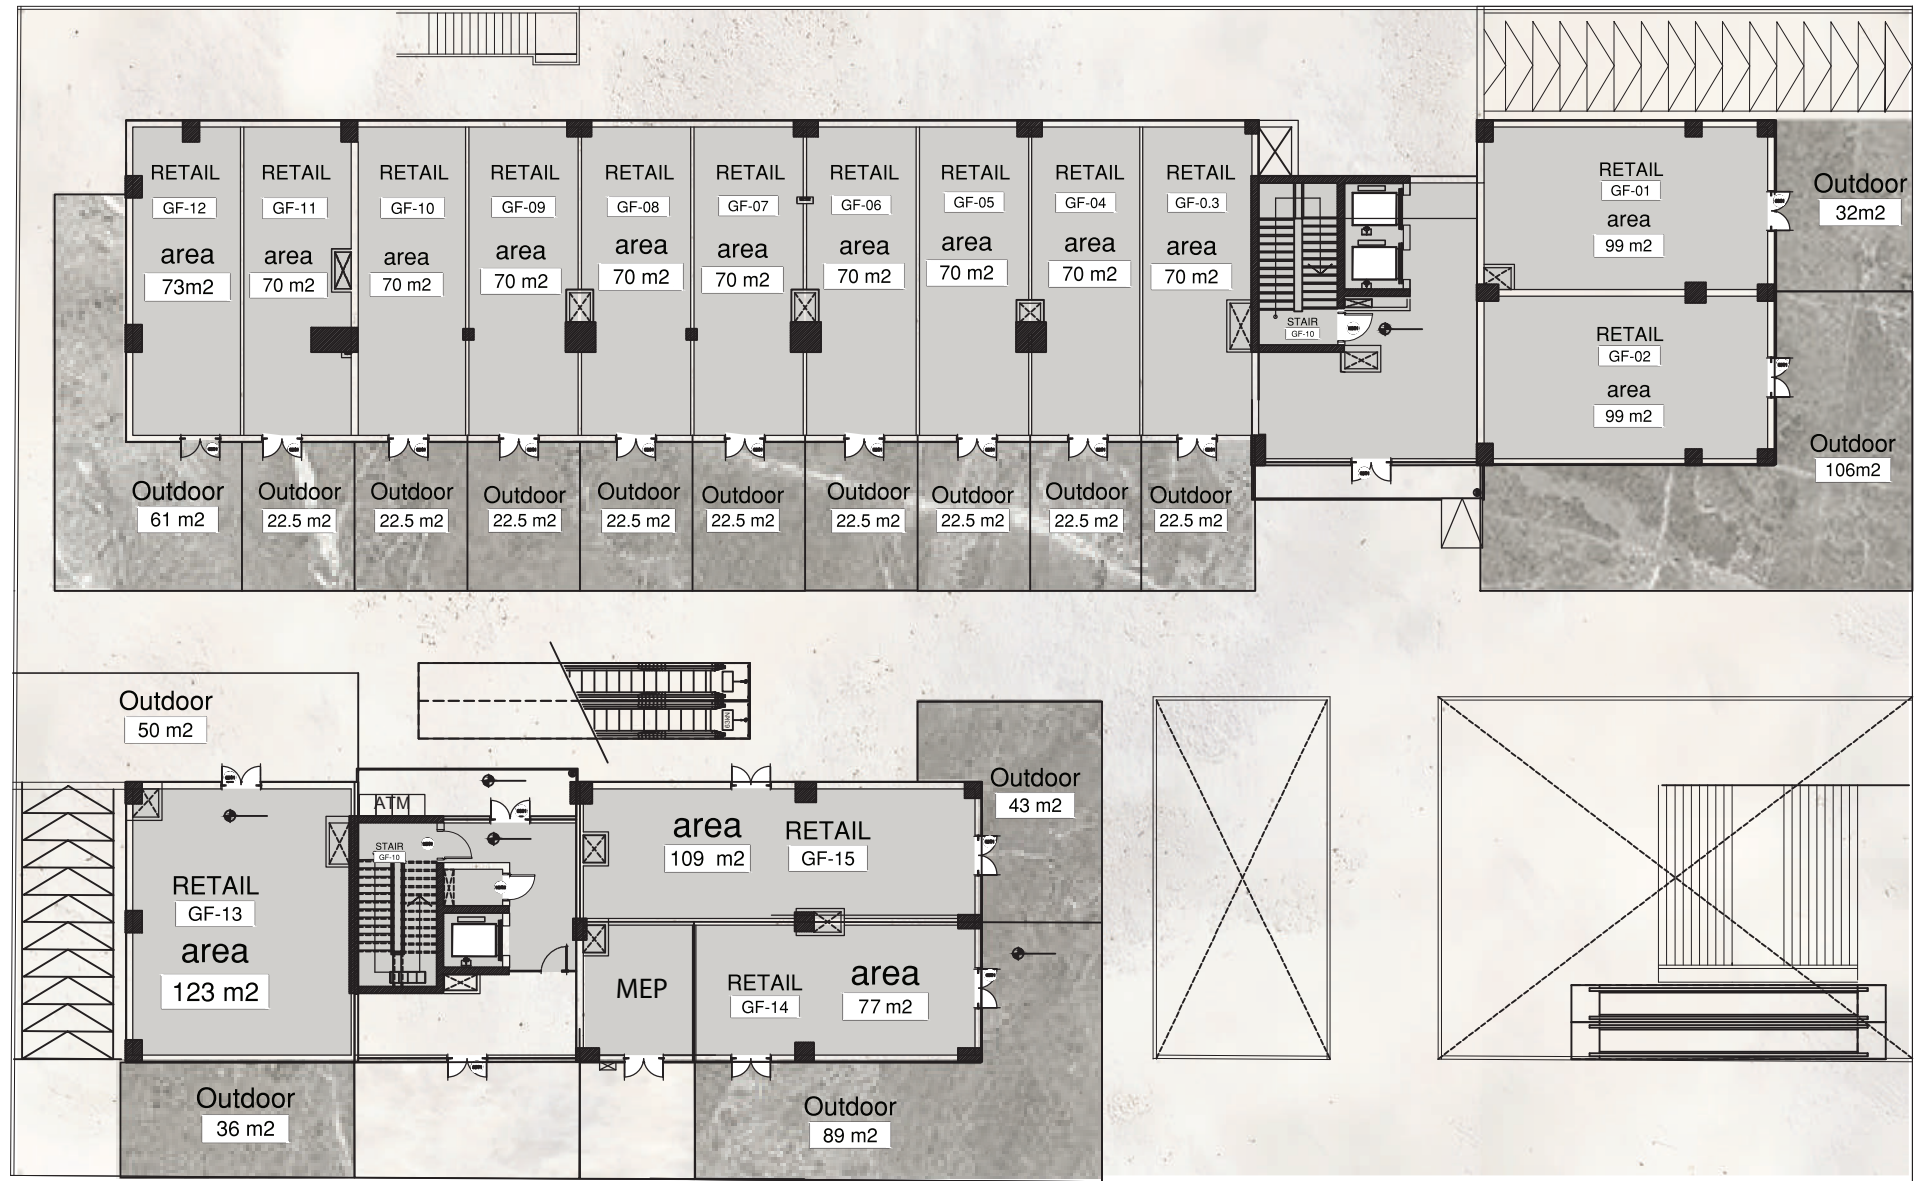 RETAIL
GF-12
area
73m2
RETAIL
GF-11
area
70 m2
RETAIL
GF-10
area
70 m2
RETAIL
GF-09
area
70 m2
RETAIL
GF-08
area
70 m2
RETAIL
GF-07
area
70 m2
RETAIL
GF-06
area
70 m2
RETAIL
GF-05
area
70 m2
RETAIL
GF-04
area
70 m2
RETAIL
GF-0.3
area
70 m2
STAIR
GF-10
RETAIL
GF-01
area
99 m2
Outdoor
32m2
RETAIL
GF-02
area
99 m2
Outdoor
106m2
Outdoor
61 m2
Outdoor
22.5 m2
Outdoor
22.5 m2
Outdoor
22.5 m2
Outdoor
22.5 m2
Outdoor
22.5 m2
Outdoor
22.5 m2
Outdoor
22.5 m2
Outdoor
22.5 m2
Outdoor
22.5 m2
Outdoor
50 m2
RETAIL
GF-13
area
123 m2
ATM
STAIR
GF-10
area
109 m2
RETAIL
GF-15
Outdoor
43 m2
MEP
RETAIL
GF-14
area
77 m2
Outdoor
36 m2
Outdoor
89 m2